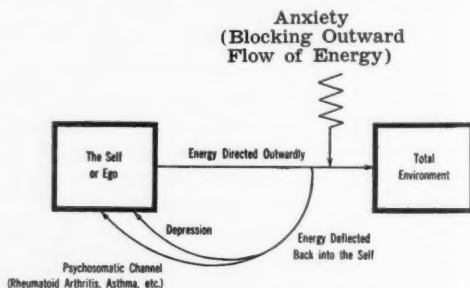 Anxiety
(Blocking Outward
Flow of Energy)
The Self
or Ego
Energy Directed Outwardly
Total
Environment
Depression
Energy Deflected
Back into the Self
Psychosomatic Channel
(Rheumatoid Arthritis, Asthma, etc.)